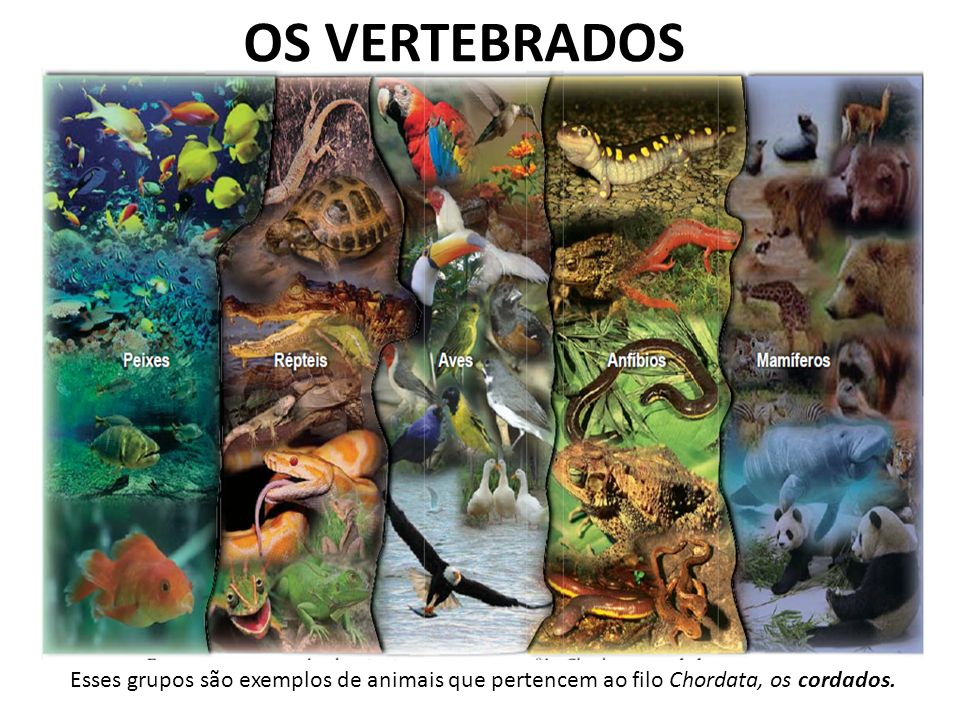 OS VERTEBRADOS
Peixes Répteis Aves Anfíbios Mamíferos
Esses grupos são exemplos de animais que pertencem ao filo Chordata, os cordados.